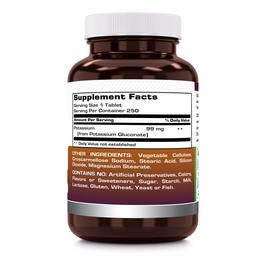 Supplement Facts
Serving Size 1 Tablet
Serving Per Container 250
Amount Per Serving % Daily Value
Potassium 99 mg **
(from Potassium Gluconate)
** Daily Value not established
OTHER INGREDIENTS: Vegetable Cellulose,
Croscarmellose Sodium, Stearic Acid, Silicon
Dioxide, Magnesium Stearate.
CONTAINS NO: Artificial Preservatives, Colors,
Flavors or Sweeteners, Sugar, Starch, Milk,
Lactose, Gluten, Wheat, Yeast or Fish.